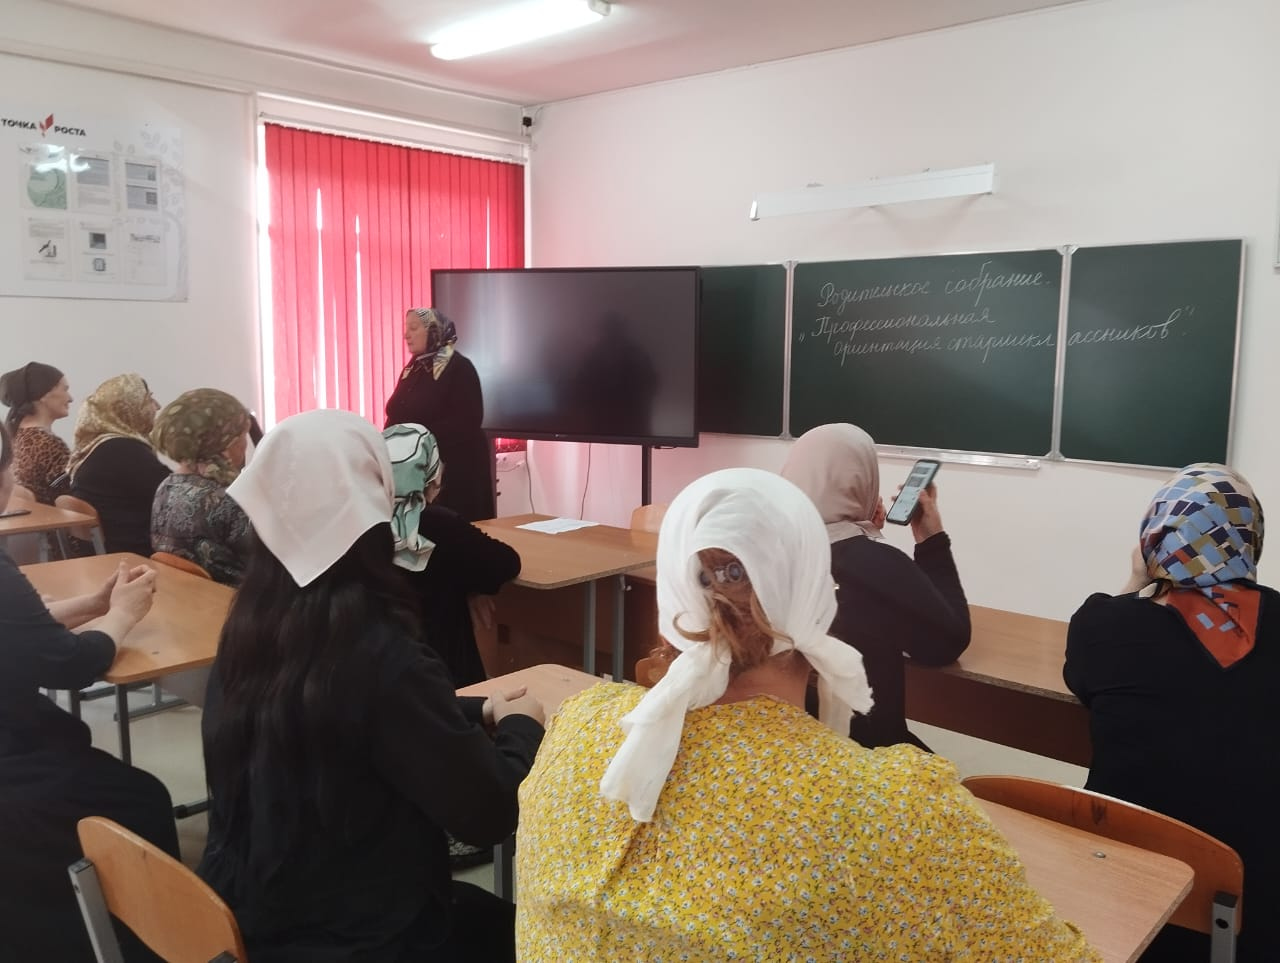 ТОЧКА РОСТА
Родительское собрание.
„Профессиональная
ориентация старшеклассников".